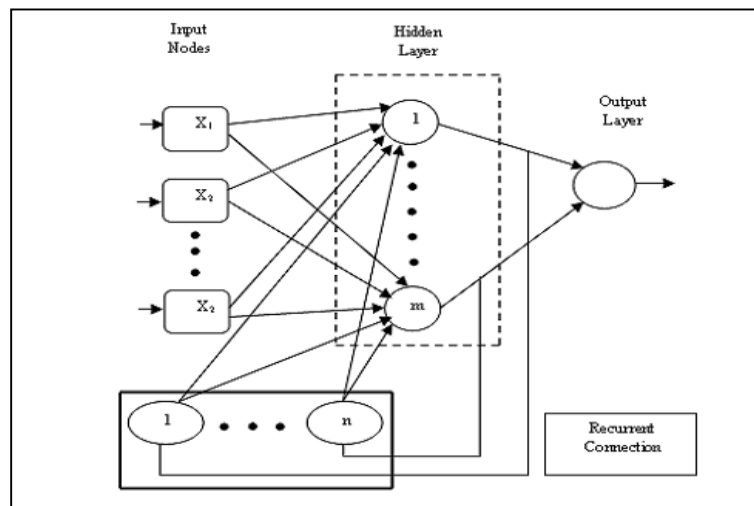 Input
Nodes
Hidden
Layer
Output
Layer
X₁
1
X₂
X₂
m
1
n
Recurrent
Connection